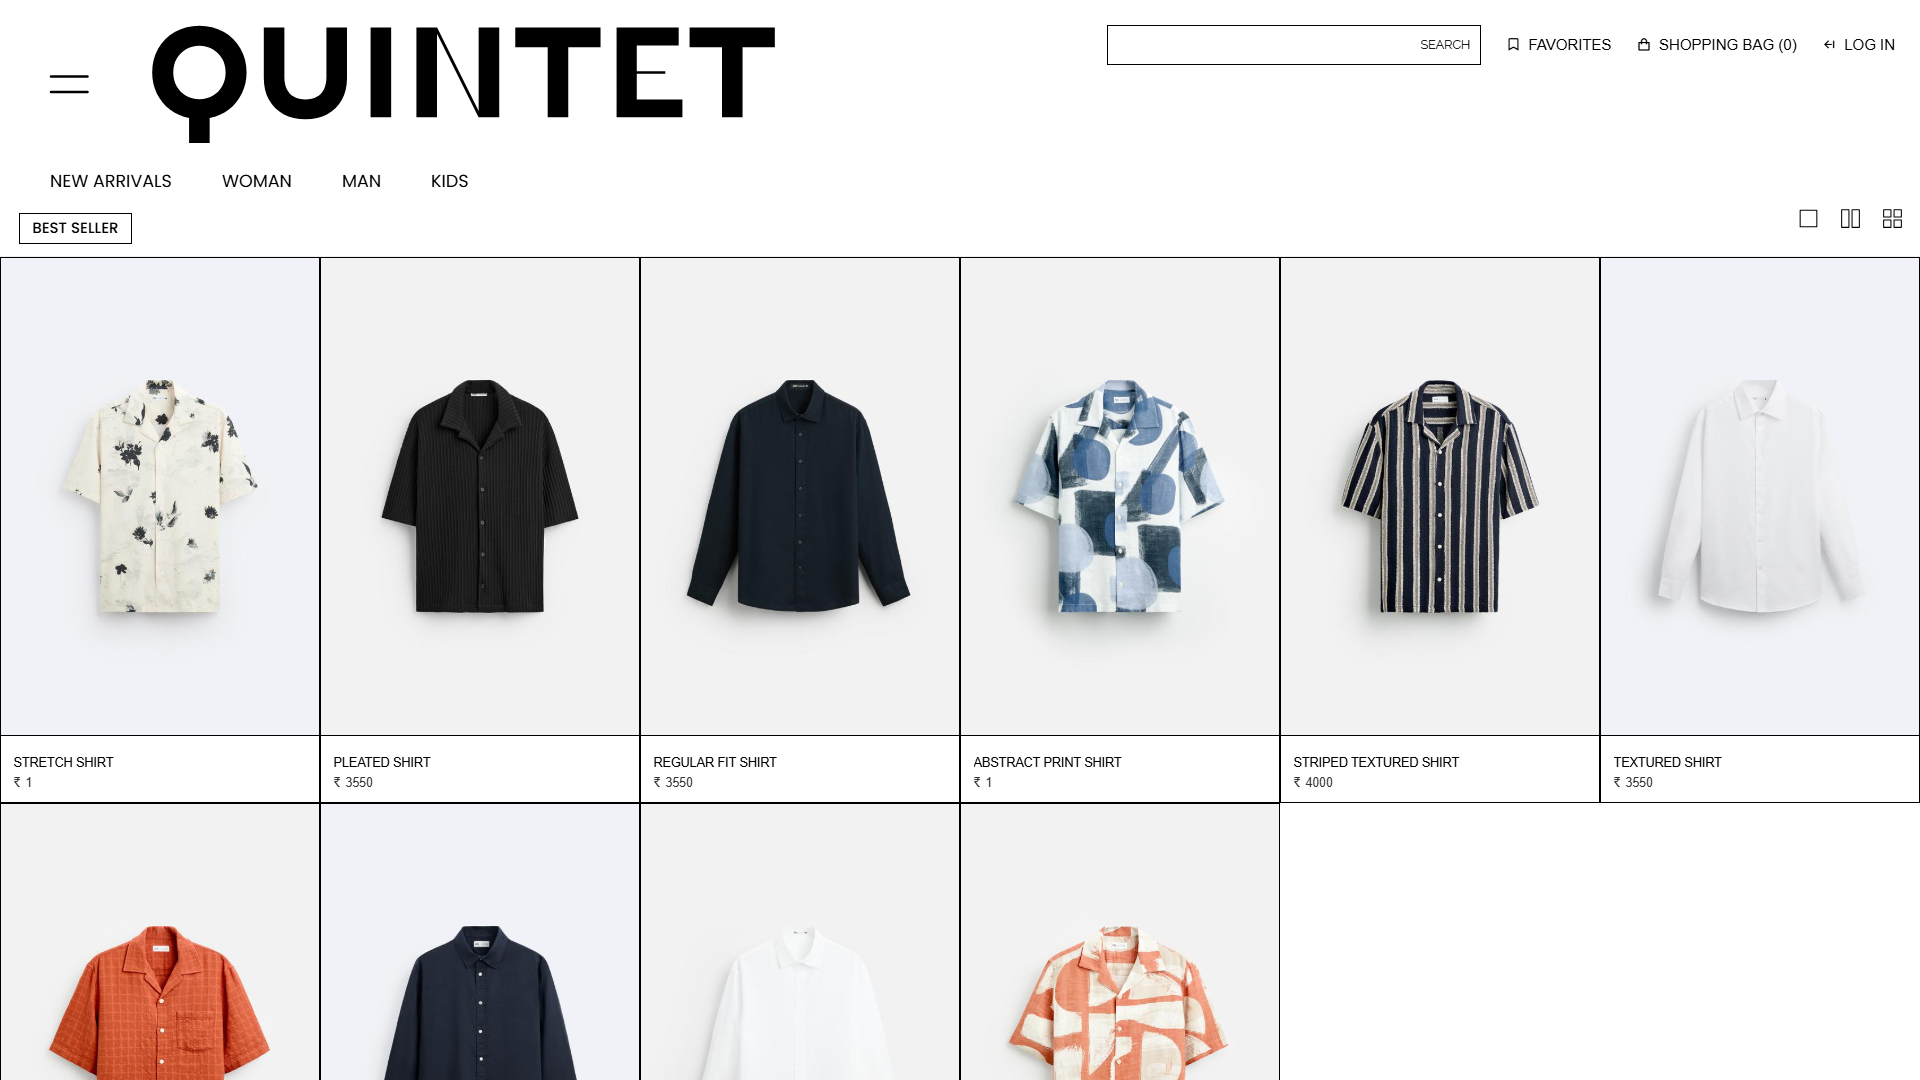 QUINTET
SEARCH
FAVORITES
SHOPPING BAG (0)
LOG IN
NEW ARRIVALS
WOMAN
MAN
KIDS
BEST SELLER
STRETCH SHIRT
₹ 1
PLEATED SHIRT
₹ 3550
REGULAR FIT SHIRT
₹ 3550
ABSTRACT PRINT SHIRT
₹ 1
STRIPED TEXTURED SHIRT
₹ 4000
TEXTURED SHIRT
₹ 3550